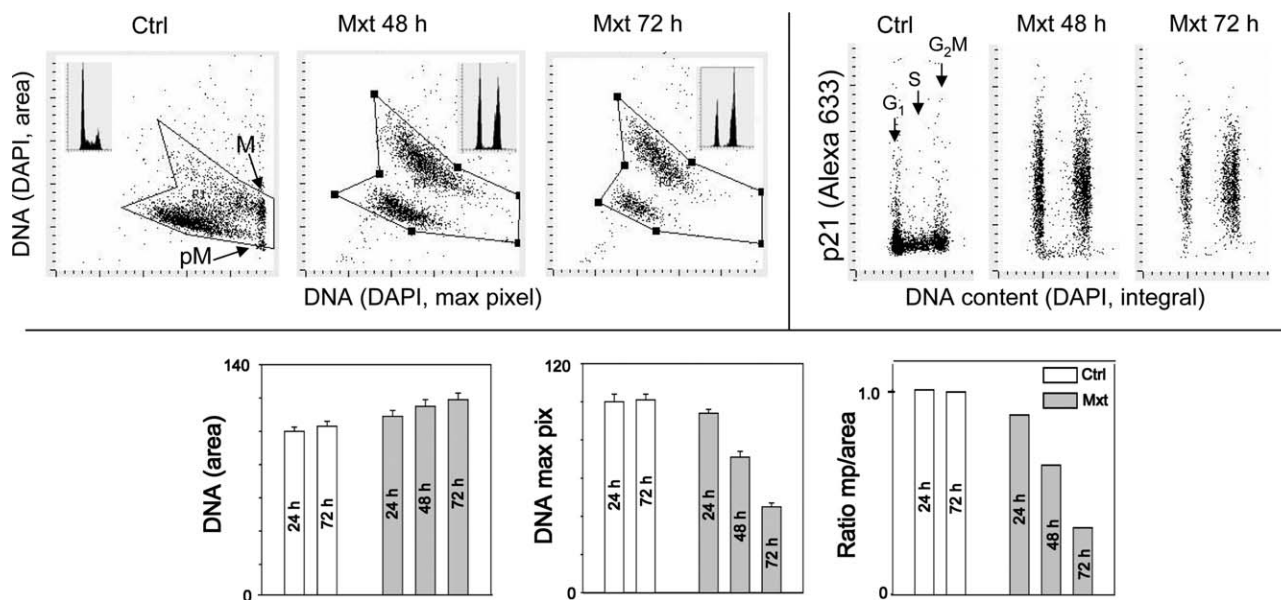 Ctrl
Mxt 48 h
Mxt 72 h
DNA (DAPI, area)
M
R1
pM
DNA (DAPI, max pixel)
Ctrl
Mxt 48 h
Mxt 72 h
p21 (Alexa 633)
G₁
S
G₂M
DNA content (DAPI, integral)
DNA (area)
140
0
24 h
72 h
24 h
48 h
72 h
DNA max pix
120
0
24 h
72 h
24 h
48 h
72 h
Ratio mp/area
1.0
0
24 h
72 h
24 h
48 h
72 h
Ctrl
Mxt